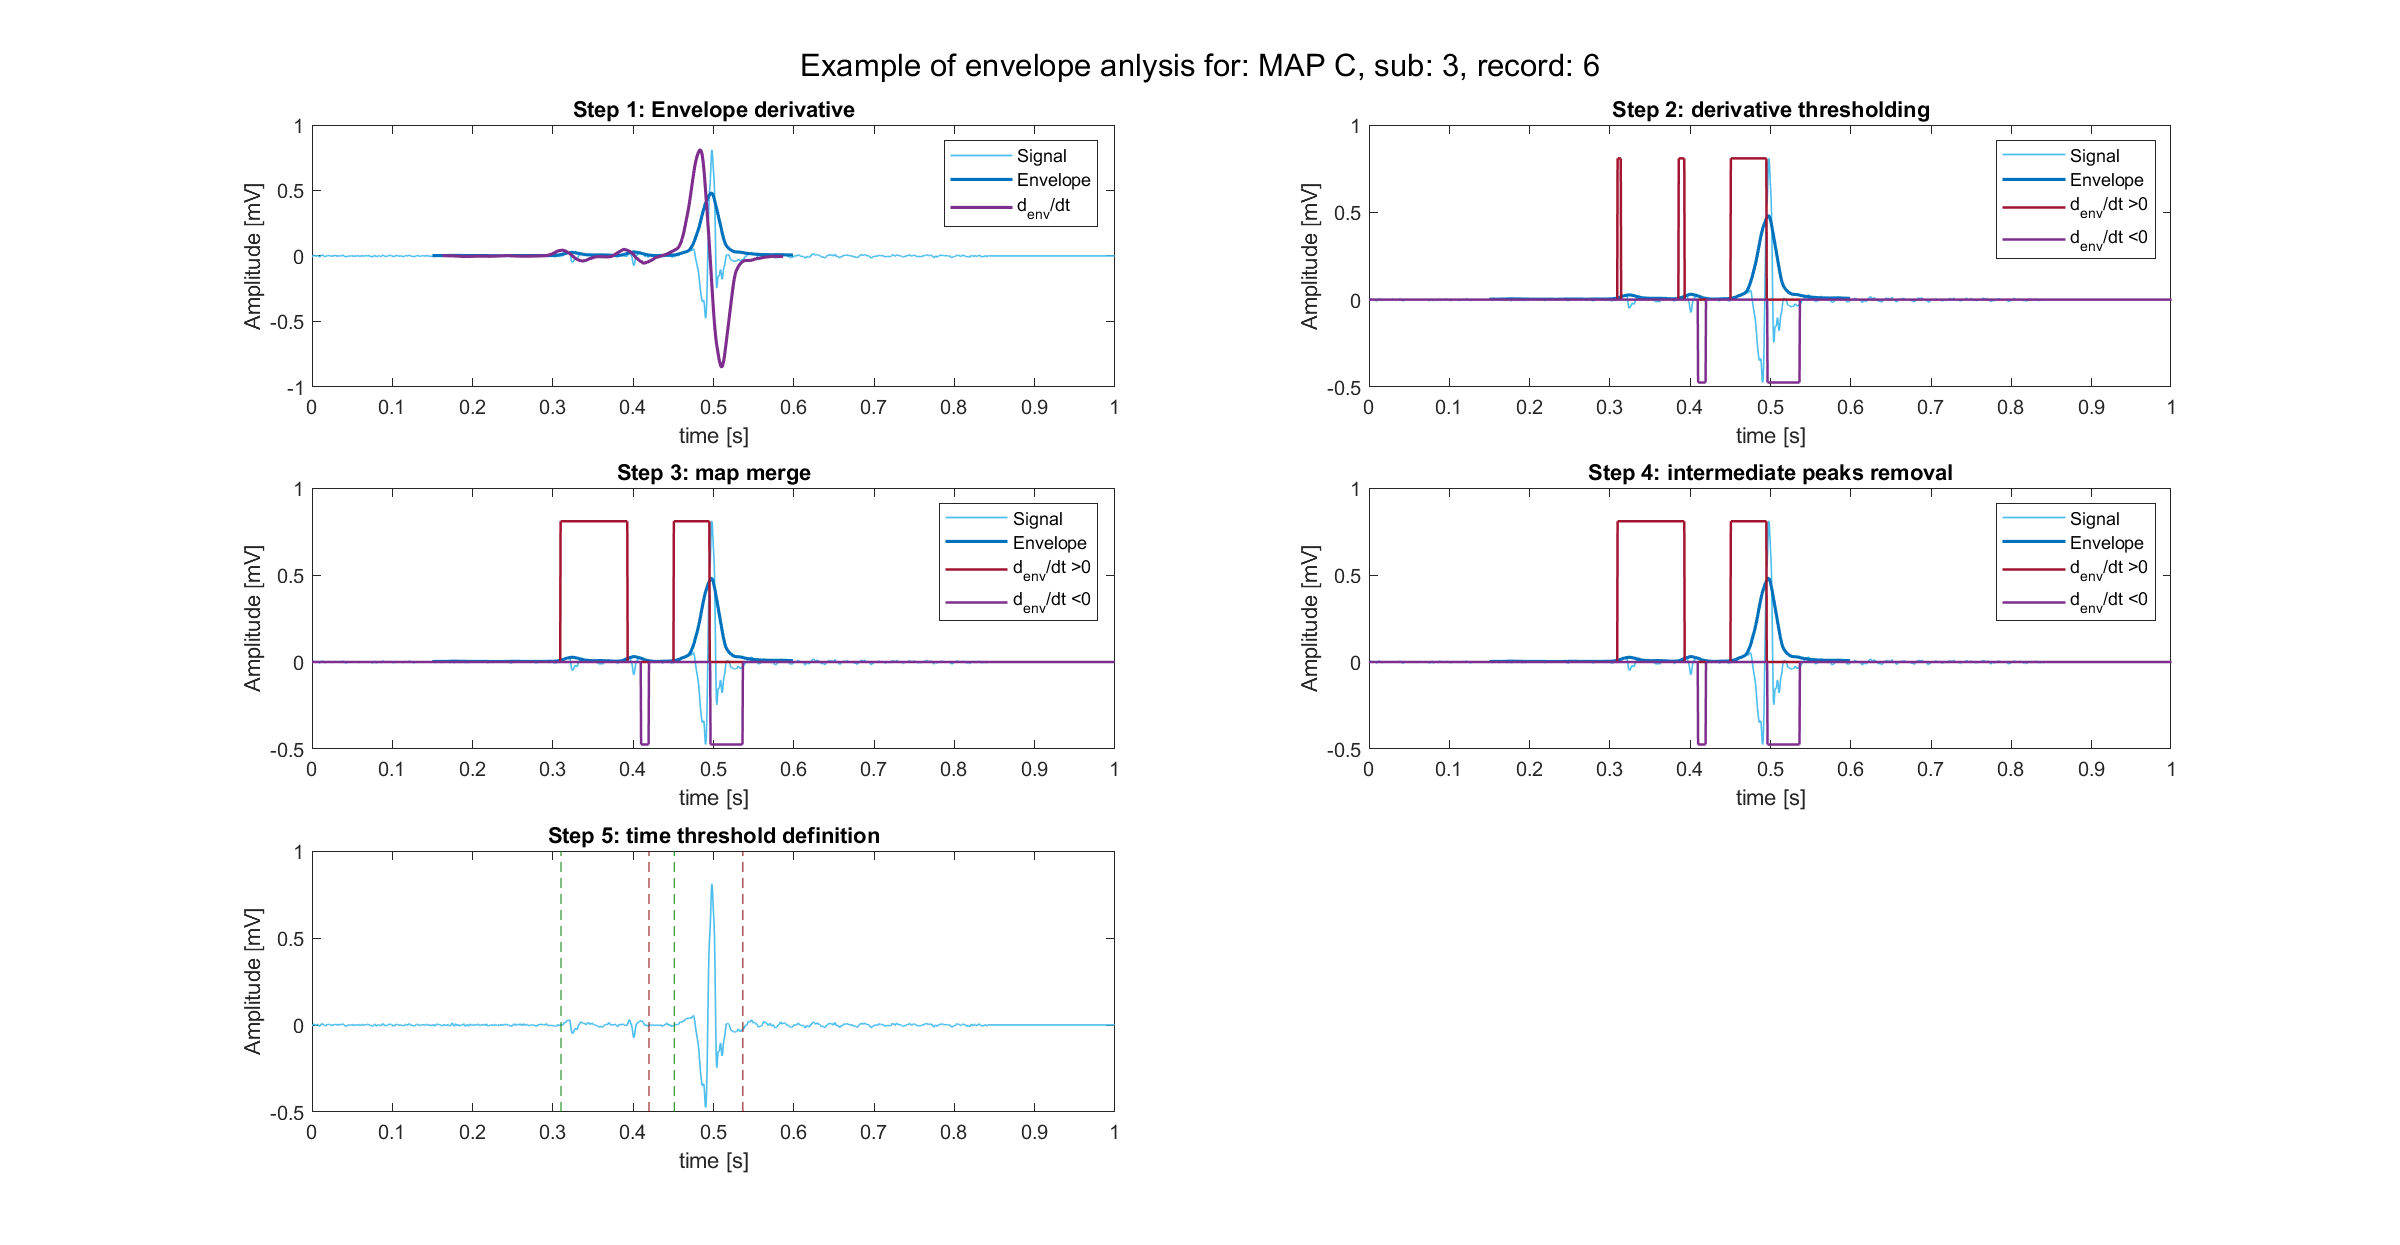 Example of envelope anlysis for: MAP C, sub: 3, record: 6
Step 1: Envelope derivative
Amplitude [mV]
1
0.5
0
-0.5
-1
Signal
Envelope
d_env/dt
0 0.1 0.2 0.3 0.4 0.5 0.6 0.7 0.8 0.9 1
time [s]
Step 2: derivative thresholding
Amplitude [mV]
1
0.5
0
-0.5
Signal
Envelope
d_env/dt >0
d_env/dt <0
0 0.1 0.2 0.3 0.4 0.5 0.6 0.7 0.8 0.9 1
time [s]
Step 3: map merge
Amplitude [mV]
1
0.5
0
-0.5
Signal
Envelope
d_env/dt >0
d_env/dt <0
0 0.1 0.2 0.3 0.4 0.5 0.6 0.7 0.8 0.9 1
time [s]
Step 4: intermediate peaks removal
Amplitude [mV]
1
0.5
0
-0.5
Signal
Envelope
d_env/dt >0
d_env/dt <0
0 0.1 0.2 0.3 0.4 0.5 0.6 0.7 0.8 0.9 1
time [s]
Step 5: time threshold definition
Amplitude [mV]
1
0.5
0
-0.5
0 0.1 0.2 0.3 0.4 0.5 0.6 0.7 0.8 0.9 1
time [s]